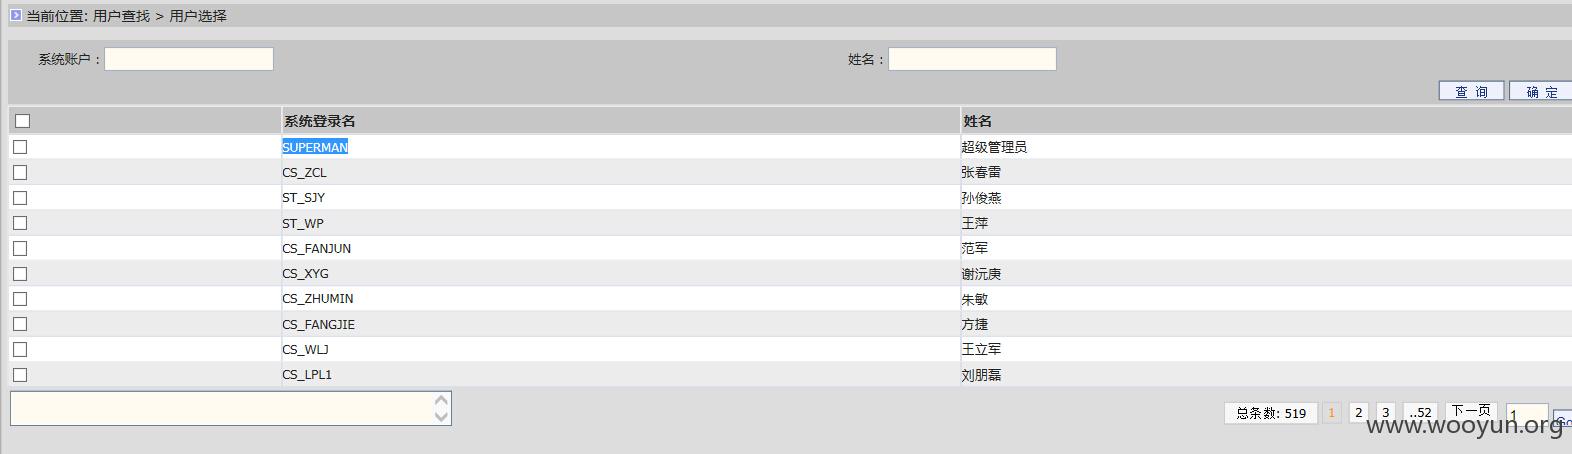 当前位置: 用户查找 > 用户选择
系统账户： 姓名：
查 询 确 定
系统登录名 姓名
SUPERMAN 超级管理员
CS_ZCL 张春雷
ST_SJY 孙俊燕
ST_WP 王萍
CS_FANJUN 范军
CS_XYG 谢沅庚
CS_ZHUMIN 朱敏
CS_FANGJIE 方捷
CS_WLJ 王立军
CS_LPL1 刘朋磊
总条数: 519 1 2 3 ..52 下一页 1 Go
www.wooyun.org